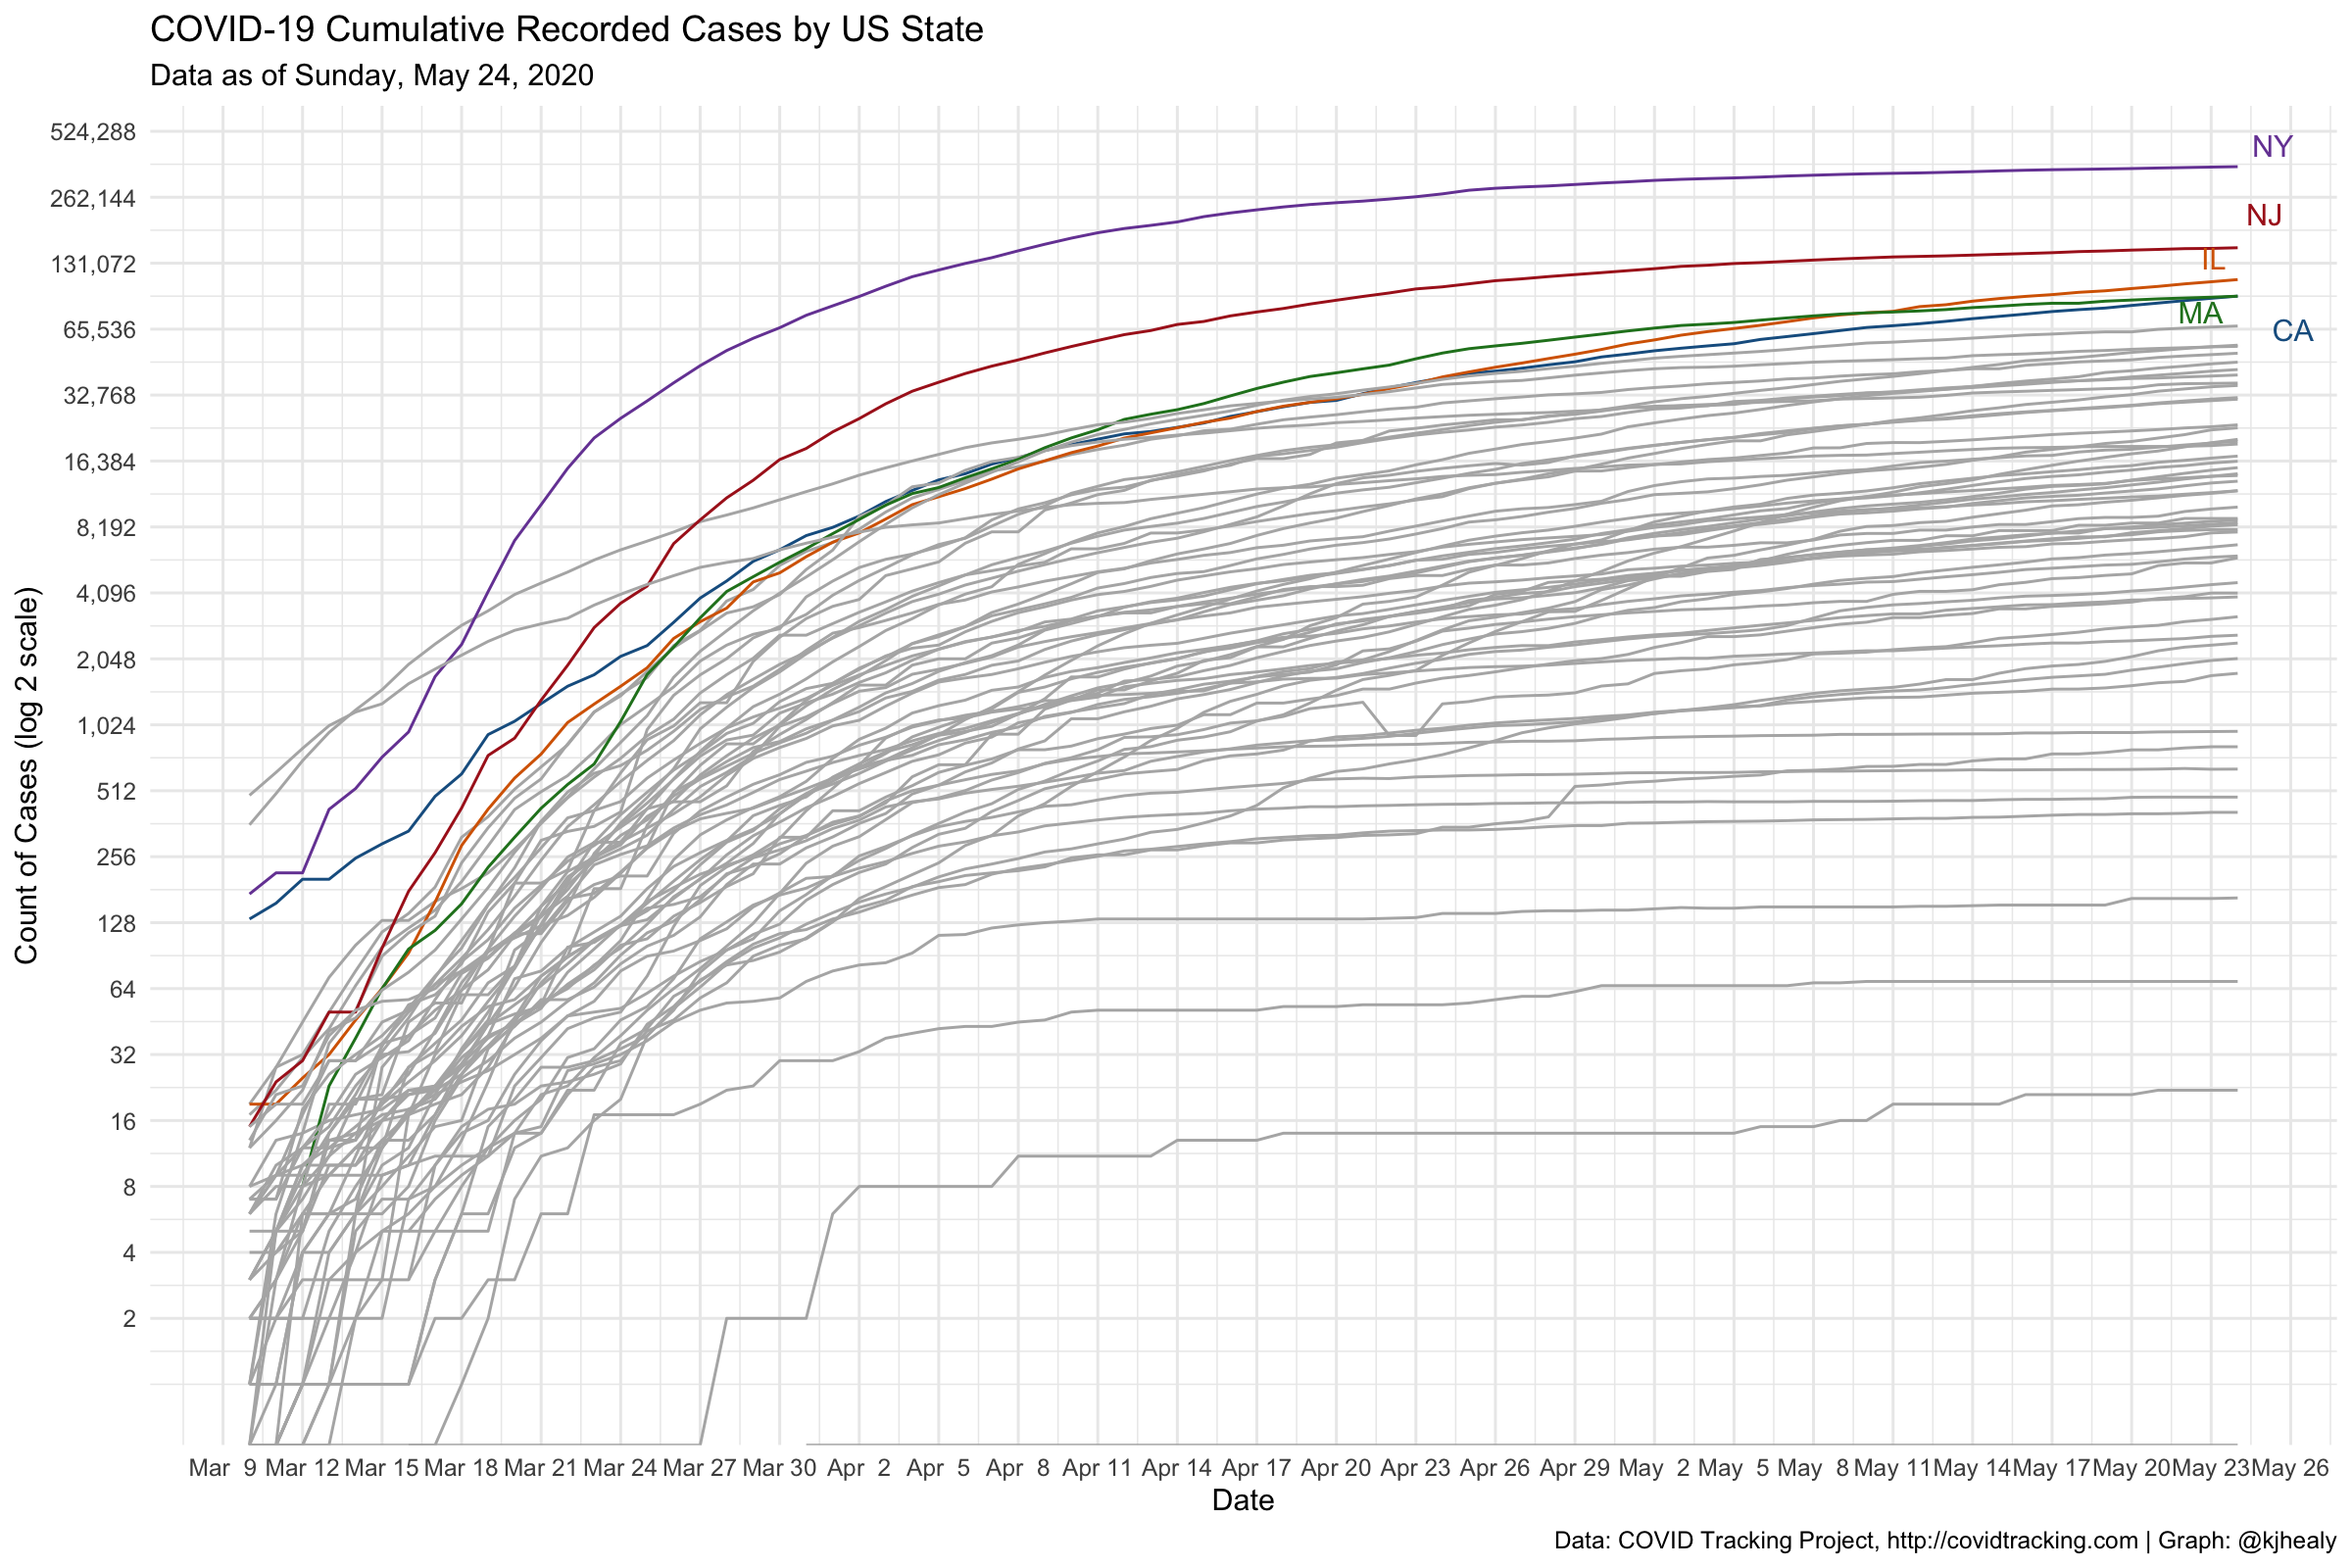 COVID-19 Cumulative Recorded Cases by US State
Data as of Sunday, May 24, 2020
524,288
262,144
131,072
65,536
32,768
16,384
8,192
4,096
2,048
1,024
512
256
128
64
32
16
8
4
2
Count of Cases (log 2 scale)
NY
NJ
IL
MA
CA
Mar 9 Mar 12 Mar 15 Mar 18 Mar 21 Mar 24 Mar 27 Mar 30 Apr 2 Apr 5 Apr 8 Apr 11 Apr 14 Apr 17 Apr 20 Apr 23 Apr 26 Apr 29 May 2 May 5 May 8 May 11 May 14 May 17 May 20 May 23 May 26
Date
Data: COVID Tracking Project, http://covidtracking.com | Graph: @kjhealy